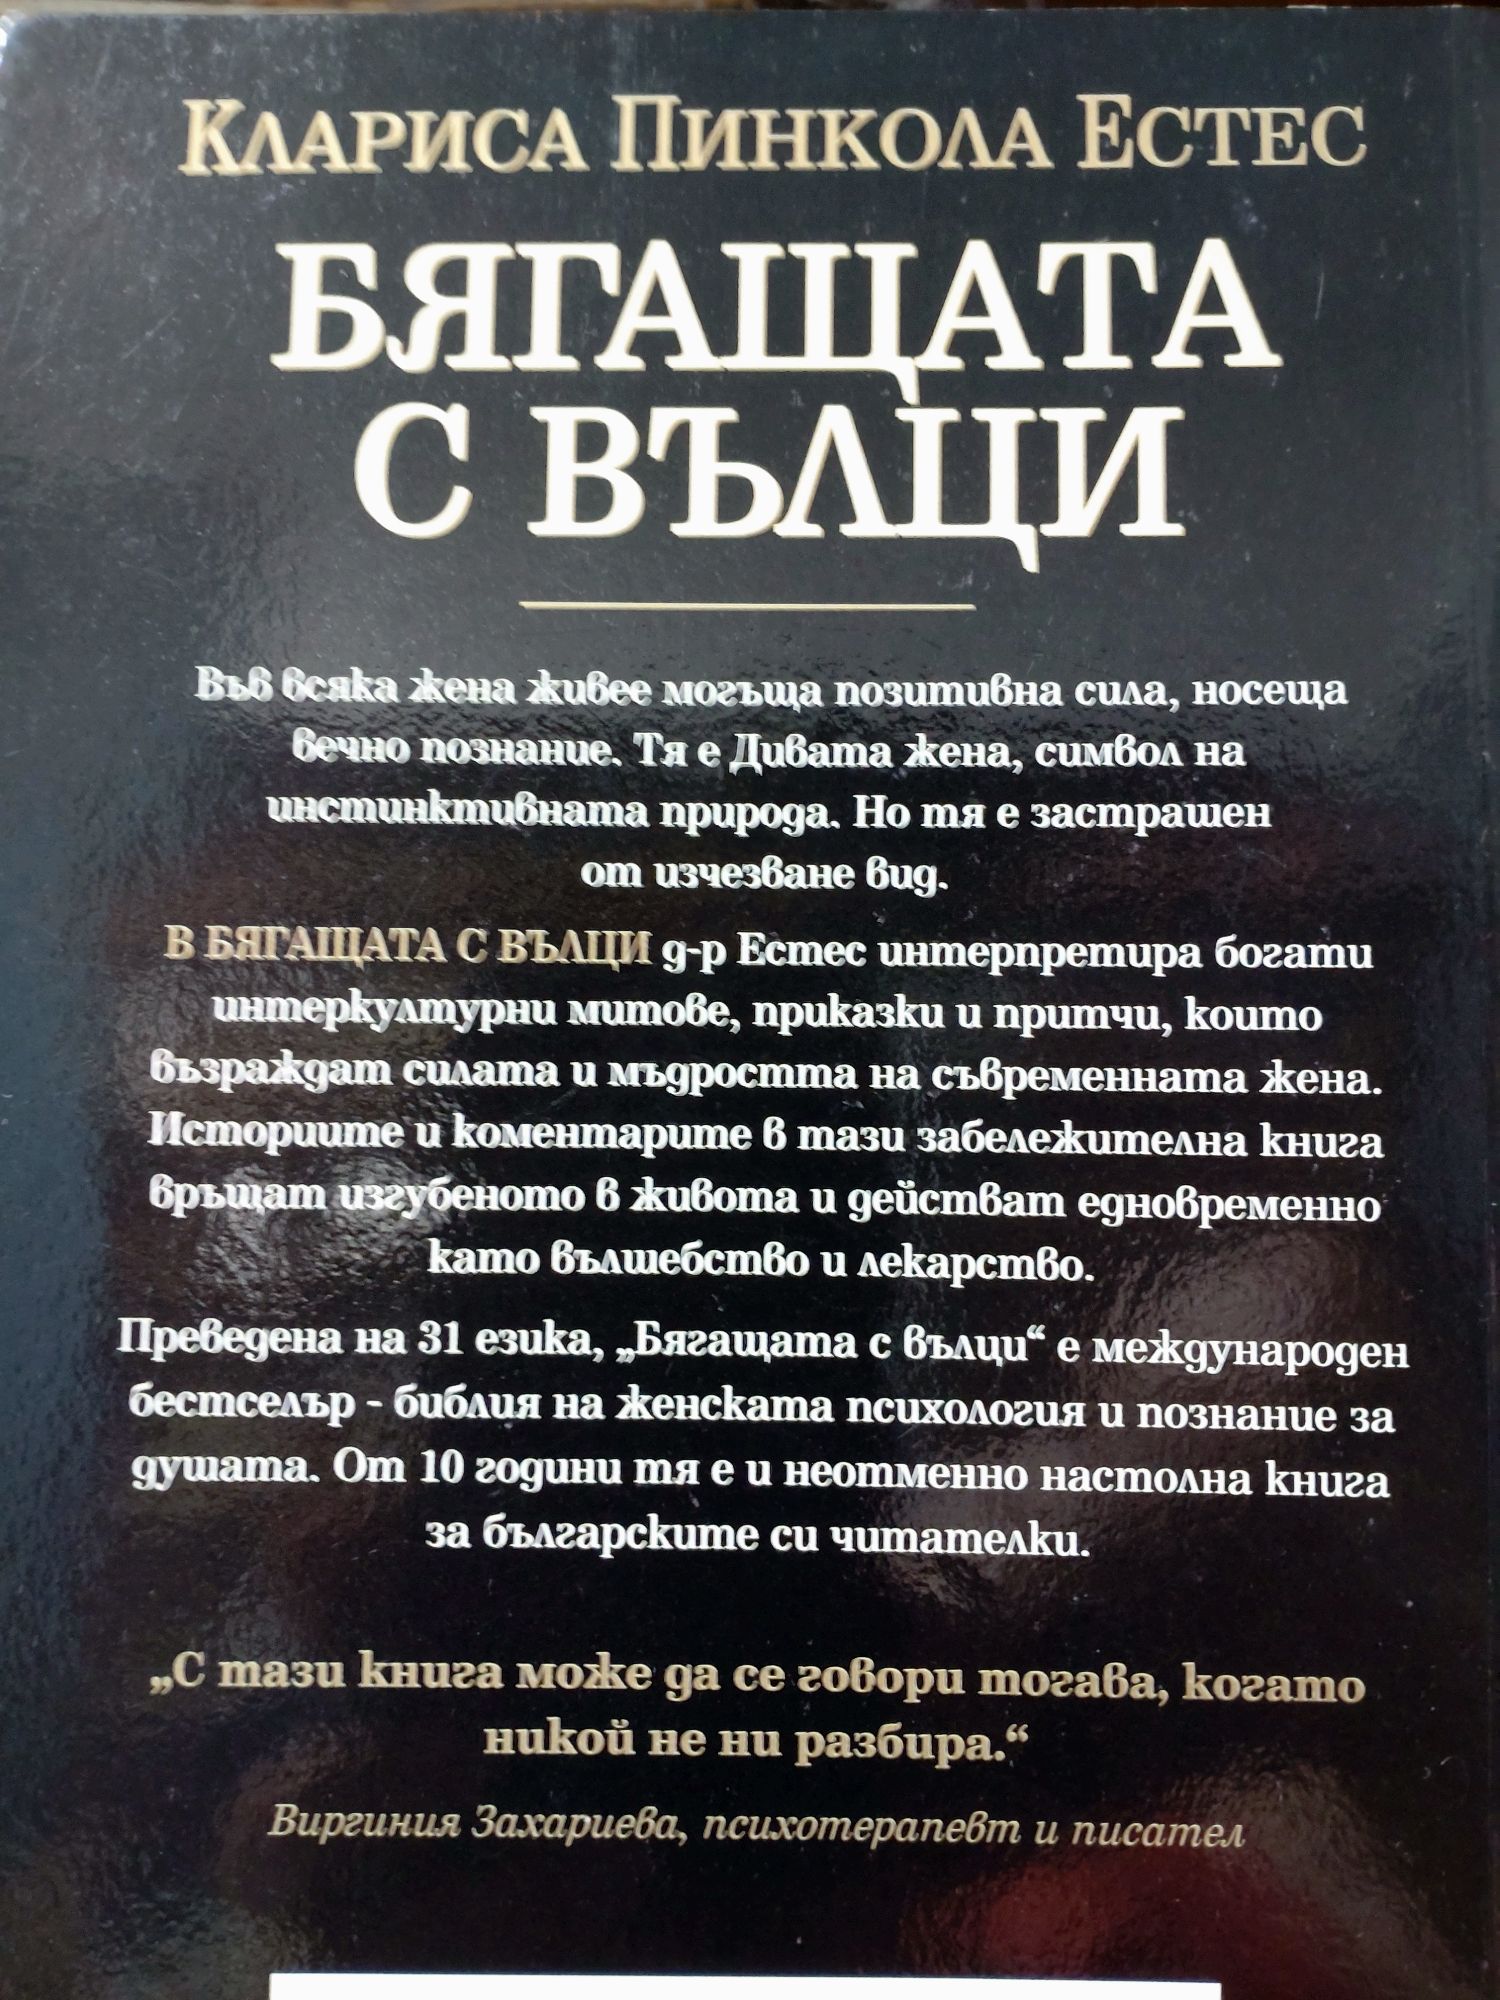 Клариса Пинкола Естес
БЯГАЩАТА
С ВЪЛЦИ
Във всяка жена живее могъща позитивна сила, носеща
вечно познание. Тя е Дивата жена, символ на
инстинктивната природа. Но тя е застрашен
от изчезване вид.
В БЯГАЩАТА С ВЪЛЦИ д-р Естес интерпретира богати
интеркултурни митове, приказки и притчи, които
възраждат силата и мъдростта на съвременната жена.
Историите и коментарите в тази забележителна книга
връщат изгубеното в живота и действат едновременно
като вълшебство и лекарство.
Преведена на 31 езика, „Бягащата с вълци“ е международен
бестселър - библия на женската психология и познание за
душата. От 10 години тя е и неотменно настолна книга
за българските си читателки.
„С тази книга може да се говори тогава, когато
никой не ни разбира.“
Виргиния Захариева, психотерапевт и писател